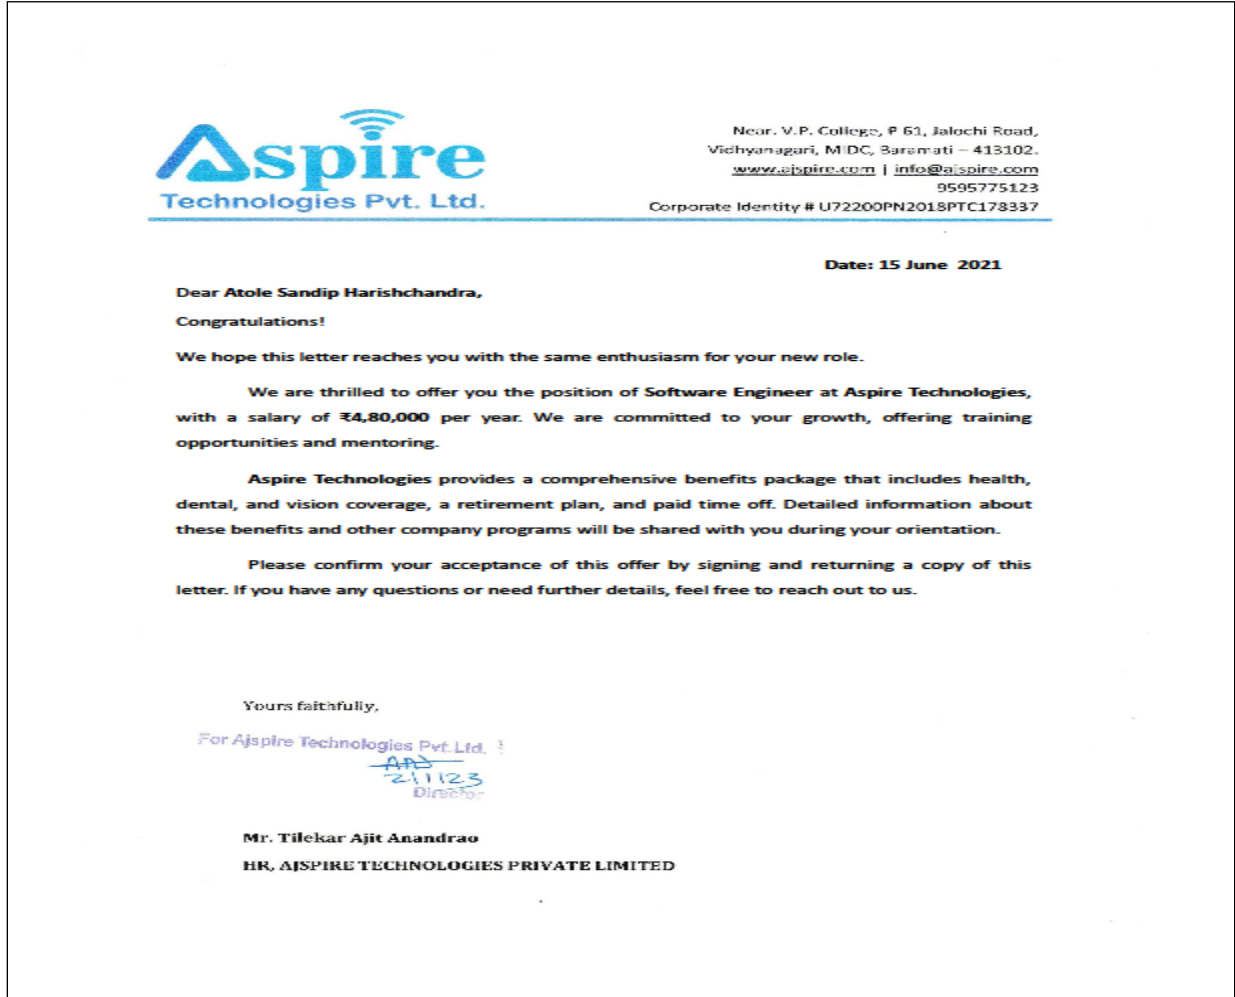 Aspire
Technologies Pvt. Ltd.
Near. V.P. College, P 61, Jalochi Road,
Vidhyanagari, MIDC, Baramati – 413102.
www.ajspire.com | info@ajspire.com
9595775123
Corporate Identity # U72200PN2018PTC178337
Date: 15 June 2021
Dear Atole Sandip Harishchandra,
Congratulations!
We hope this letter reaches you with the same enthusiasm for your new role.
We are thrilled to offer you the position of Software Engineer at Aspire Technologies,
with a salary of ₹4,80,000 per year. We are committed to your growth, offering training
opportunities and mentoring.
Aspire Technologies provides a comprehensive benefits package that includes health,
dental, and vision coverage, a retirement plan, and paid time off. Detailed information about
these benefits and other company programs will be shared with you during your orientation.
Please confirm your acceptance of this offer by signing and returning a copy of this
letter. If you have any questions or need further details, feel free to reach out to us.
Yours faithfully,
For Ajspire Technologies Pvt.Ltd.
2/1/23
Director
Mr. Tilekar Ajit Anandrao
HR, AJSPIRE TECHNOLOGIES PRIVATE LIMITED